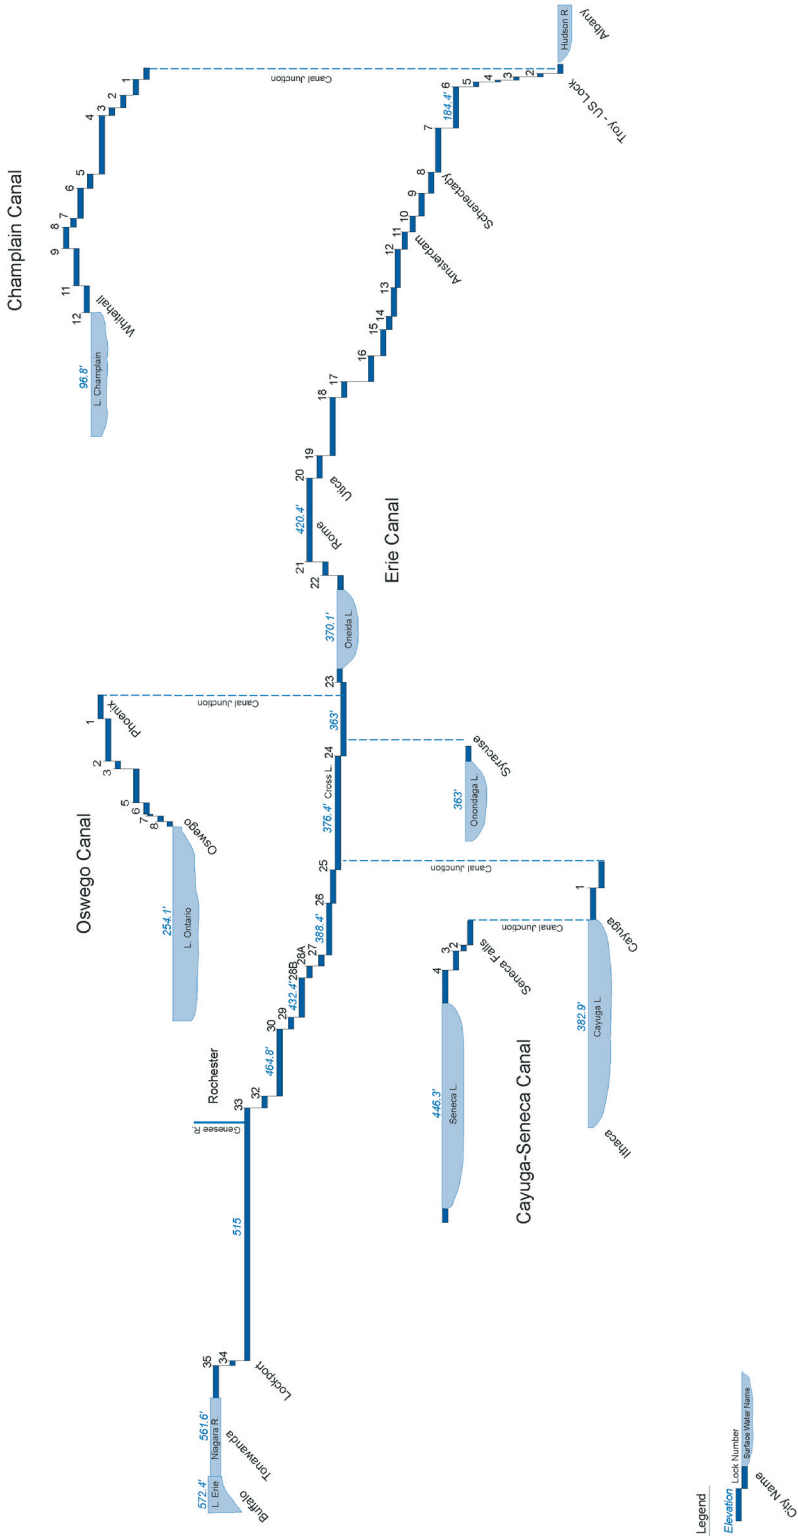 Champlain Canal
96.8'
L. Champlain
12
Whitehall
11
9
8
7
6
5
4
3
2
1
Canal Junction
Oswego Canal
254.1'
L. Ontario
Oswego
8
7
6
5
3
2
1
Phoenix
Canal Junction
Erie Canal
572.4'
L. Erie
Buffalo
561.6'
Niagara R.
Tonawanda
35
34
Lockport
515
Genesee R.
Rochester
33
32
464.8'
30
29
432.4'
28B
28A
27
388.4'
26
25
376.4'
Cross L.
24
363'
23
370.1'
Oneida L.
22
21
Rome
420.4'
20
Utica
19
18
17
16
15
14
13
12
Amsterdam
11
10
9
Schenectady
8
7
184.4'
6
5
4
3
2
Troy - US Lock
Hudson R.
Albany
Syracuse
363'
Onondaga L.
Canal Junction
Cayuga-Seneca Canal
446.3'
Seneca L.
4
3
2
Seneca Falls
Canal Junction
382.9'
Cayuga L.
Ithaca
Cayuga
1
Legend
Elevation
Lock Number
Surface Water Name
City Name